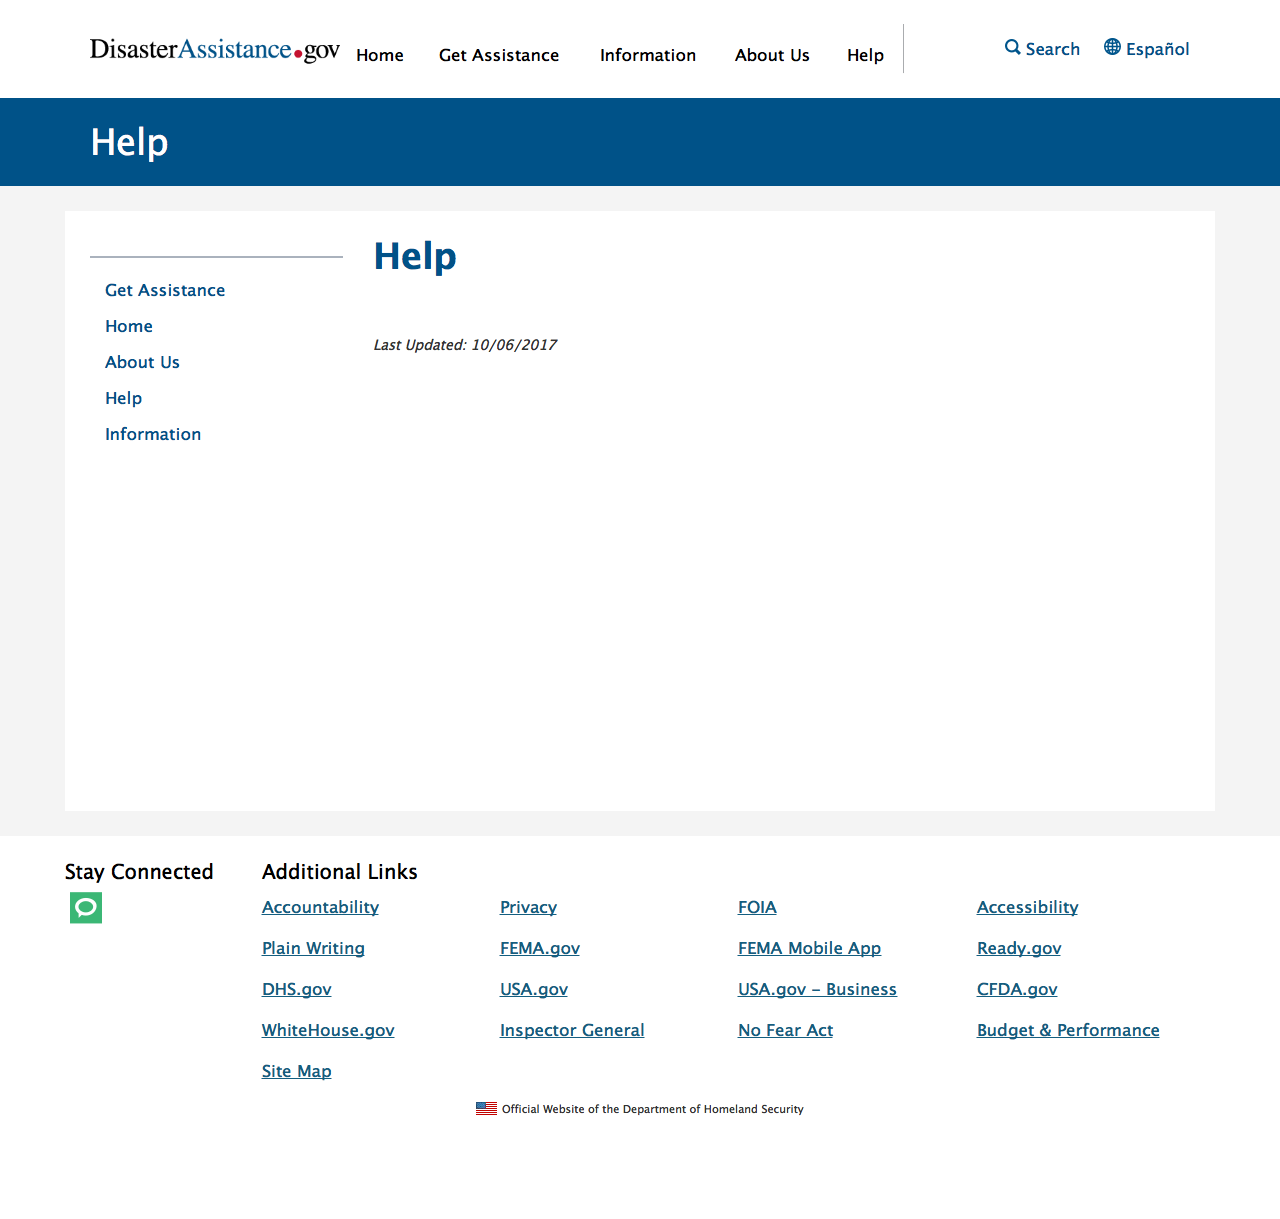 DisasterAssistance.gov Home Get Assistance Information About Us Help Search Español
Help
Help
Get Assistance
Home
About Us
Help
Information
Last Updated: 10/06/2017
Stay Connected
Additional Links
Accountability Privacy FOIA Accessibility
Plain Writing FEMA.gov FEMA Mobile App Ready.gov
DHS.gov USA.gov USA.gov – Business CFDA.gov
WhiteHouse.gov Inspector General No Fear Act Budget & Performance
Site Map
Official Website of the Department of Homeland Security